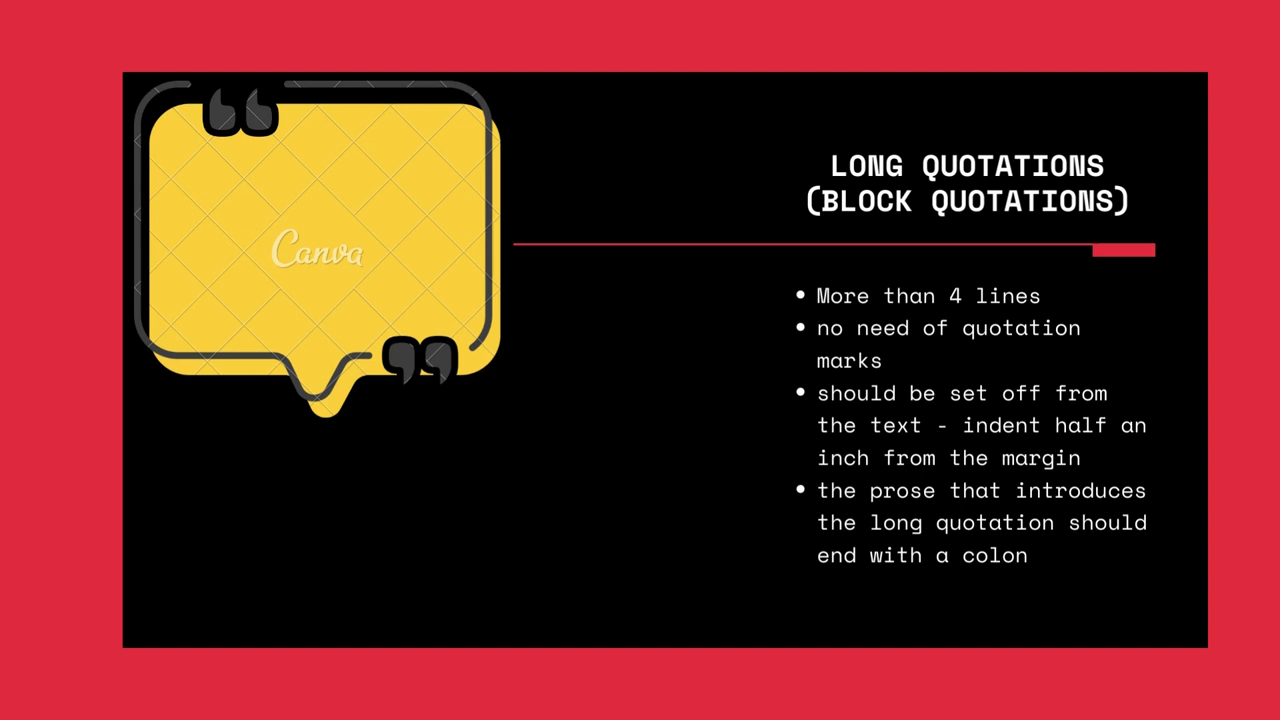 Canva
LONG QUOTATIONS
(BLOCK QUOTATIONS)
• More than 4 lines
• no need of quotation
marks
• should be set off from
the text - indent half an
inch from the margin
• the prose that introduces
the long quotation should
end with a colon